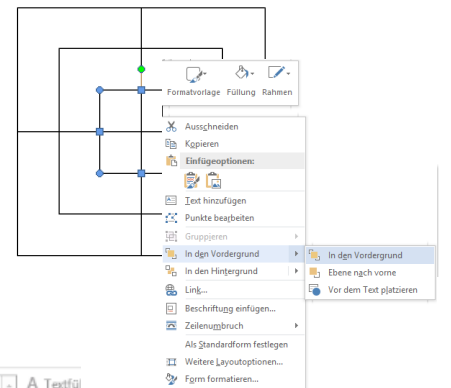 Formatvorlage Füllung Rahmen
Ausschneiden
Kopieren
Einfügeoptionen:
Text hinzufügen
Punkte bearbeiten
Gruppieren
In den Vordergrund
In den Vordergrund
In den Hintergrund
Ebene nach vorne
Link...
Vor dem Text platzieren
Beschriftung einfügen...
Zeilenumbruch
Als Standardform festlegen
Weitere Layoutoptionen...
Form formatieren...
A Textfül